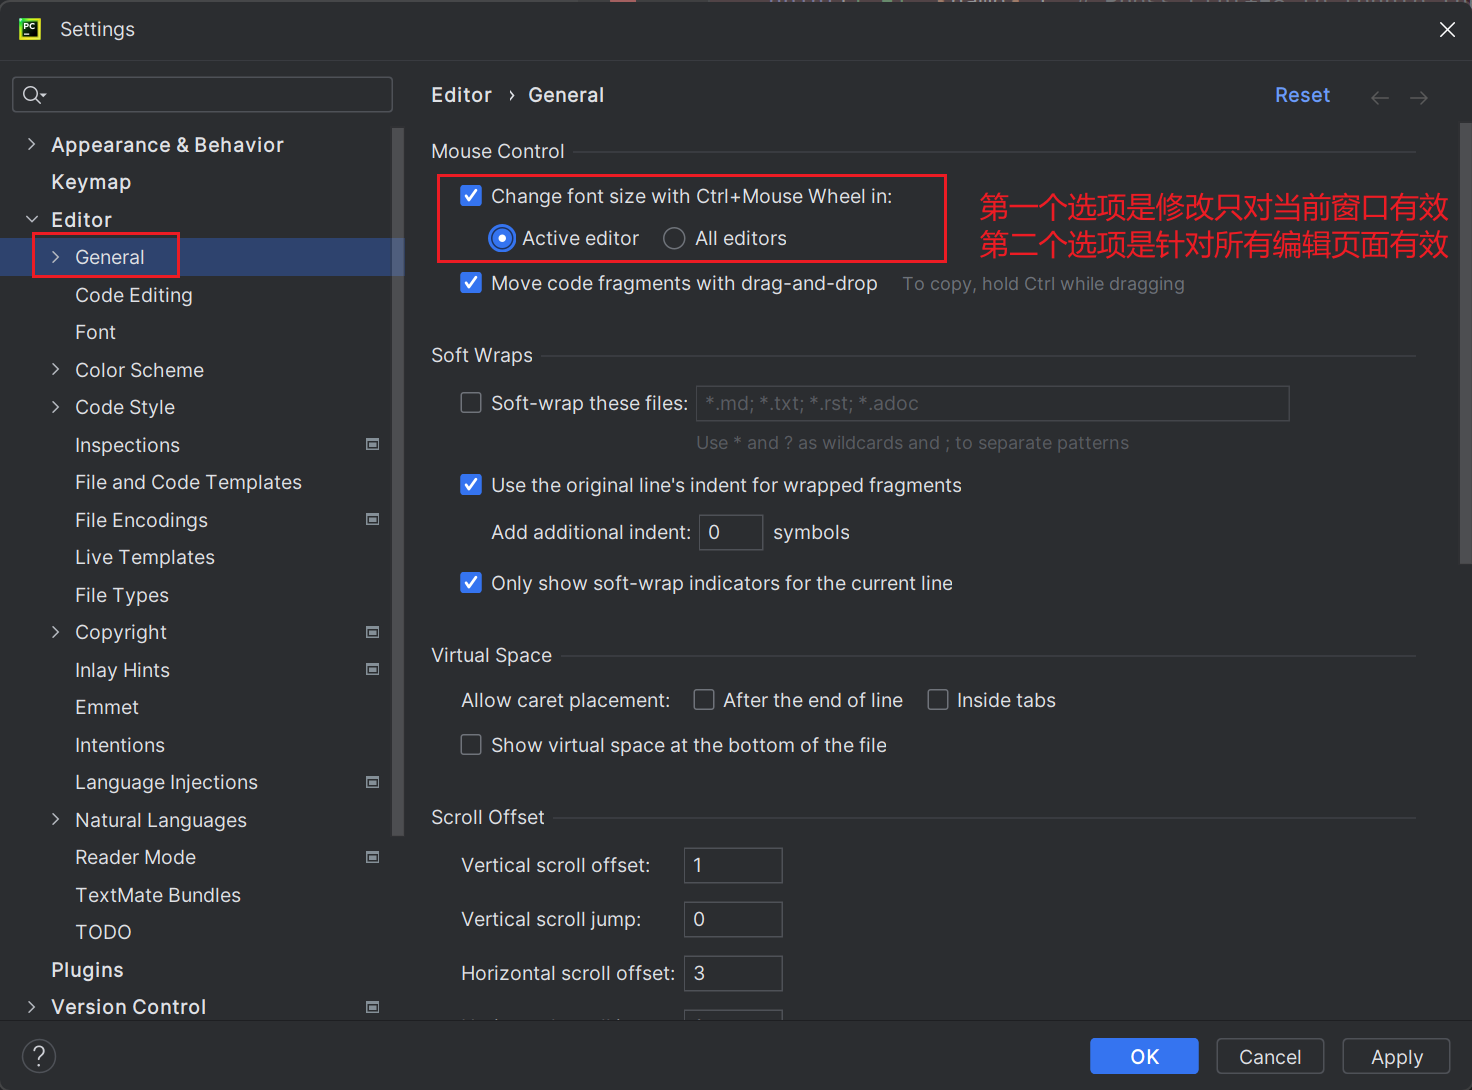 PC
Settings
Appearance & Behavior
Keymap
Editor
General
Code Editing
Font
Color Scheme
Code Style
Inspections
File and Code Templates
File Encodings
Live Templates
File Types
Copyright
Inlay Hints
Emmet
Intentions
Language Injections
Natural Languages
Reader Mode
TextMate Bundles
TODO
Plugins
Version Control
Editor › General
Reset
Mouse Control
Change font size with Ctrl+Mouse Wheel in:
Active editor All editors
第一个选项是修改只对当前窗口有效
第二个选项是针对所有编辑页面有效
Move code fragments with drag-and-drop To copy, hold Ctrl while dragging
Soft Wraps
Soft-wrap these files: *.md; *.txt; *.rst; *.adoc
Use * and ? as wildcards and ; to separate patterns
Use the original line's indent for wrapped fragments
Add additional indent: 0 symbols
Only show soft-wrap indicators for the current line
Virtual Space
Allow caret placement: After the end of line Inside tabs
Show virtual space at the bottom of the file
Scroll Offset
Vertical scroll offset: 1
Vertical scroll jump: 0
Horizontal scroll offset: 3
? OK Cancel Apply